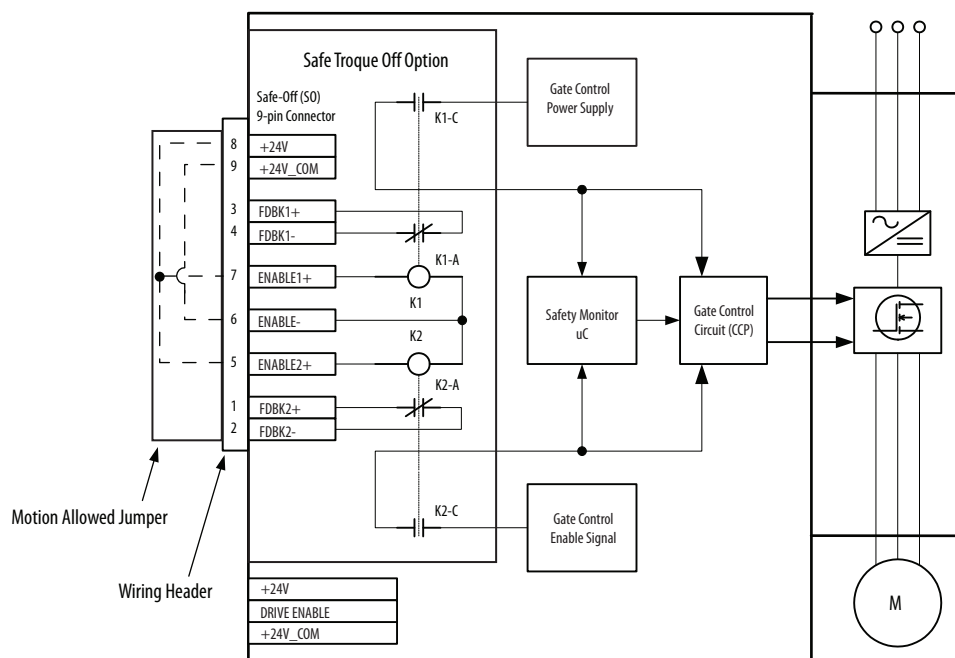 Safe Troque Off Option
Safe-Off (SO)
9-pin Connector
8 +24V
9 +24V_COM
3 FDBK1+
4 FDBK1-
7 ENABLE1+
6 ENABLE-
5 ENABLE2+
1 FDBK2+
2 FDBK2-
K1-C
K1-A
K1
K2
K2-A
K2-C
Gate Control
Power Supply
Safety Monitor
uC
Gate Control
Circuit (CCP)
Gate Control
Enable Signal
Motion Allowed Jumper
Wiring Header
+24V
DRIVE ENABLE
+24V_COM
M